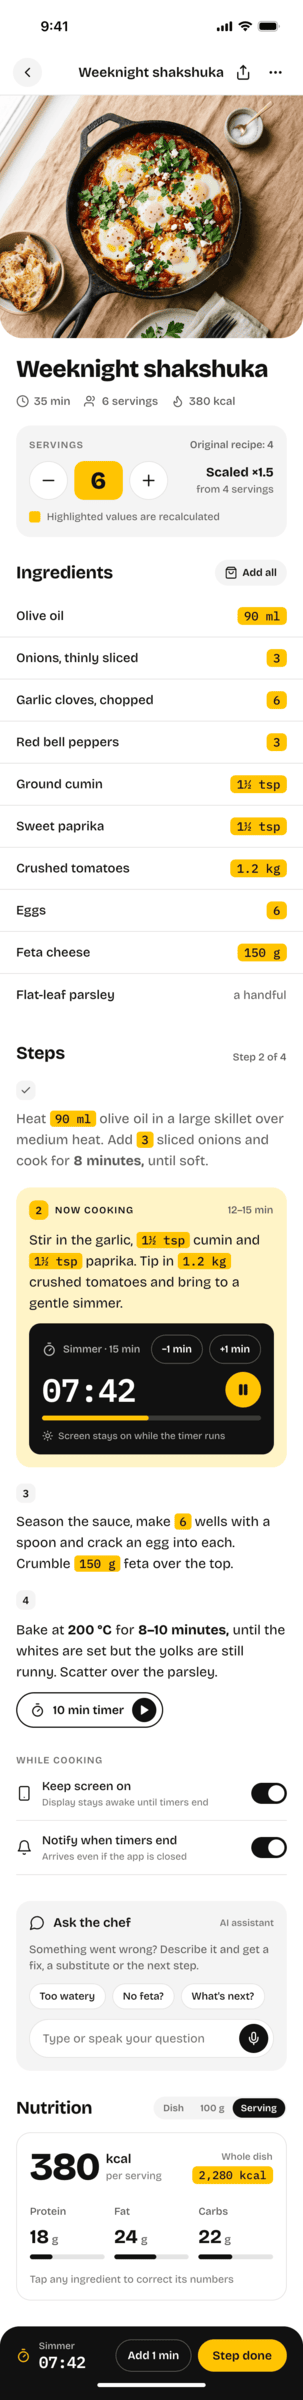 9:41
Weeknight shakshuka
Weeknight shakshuka
35 min 6 servings 380 kcal
SERVINGS Original recipe: 4
6 Scaled ×1.5
from 4 servings
Highlighted values are recalculated
Ingredients Add all
Olive oil 90 ml
Onions, thinly sliced 3
Garlic cloves, chopped 6
Red bell peppers 3
Ground cumin 1½ tsp
Sweet paprika 1½ tsp
Crushed tomatoes 1.2 kg
Eggs 6
Feta cheese 150 g
Flat-leaf parsley a handful
Steps Step 2 of 4
Heat 90 ml olive oil in a large skillet over
medium heat. Add 3 sliced onions and
cook for 8 minutes, until soft.
2 NOW COOKING 12–15 min
Stir in the garlic, 1½ tsp cumin and
1½ tsp paprika. Tip in 1.2 kg
crushed tomatoes and bring to a
gentle simmer.
Simmer · 15 min −1 min +1 min
07:42
Screen stays on while the timer runs
3
Season the sauce, make 6 wells with a
spoon and crack an egg into each.
Crumble 150 g feta over the top.
4
Bake at 200 °C for 8–10 minutes, until the
whites are set but the yolks are still
runny. Scatter over the parsley.
10 min timer
WHILE COOKING
Keep screen on
Display stays awake until timers end
Notify when timers end
Arrives even if the app is closed
Ask the chef AI assistant
Something went wrong? Describe it and get a
fix, a substitute or the next step.
Too watery No feta? What's next?
Type or speak your question
Nutrition Dish 100 g Serving
380 kcal per serving Whole dish 2,280 kcal
Protein Fat Carbs
18 g 24 g 22 g
Tap any ingredient to correct its numbers
Simmer
07:42 Add 1 min Step done